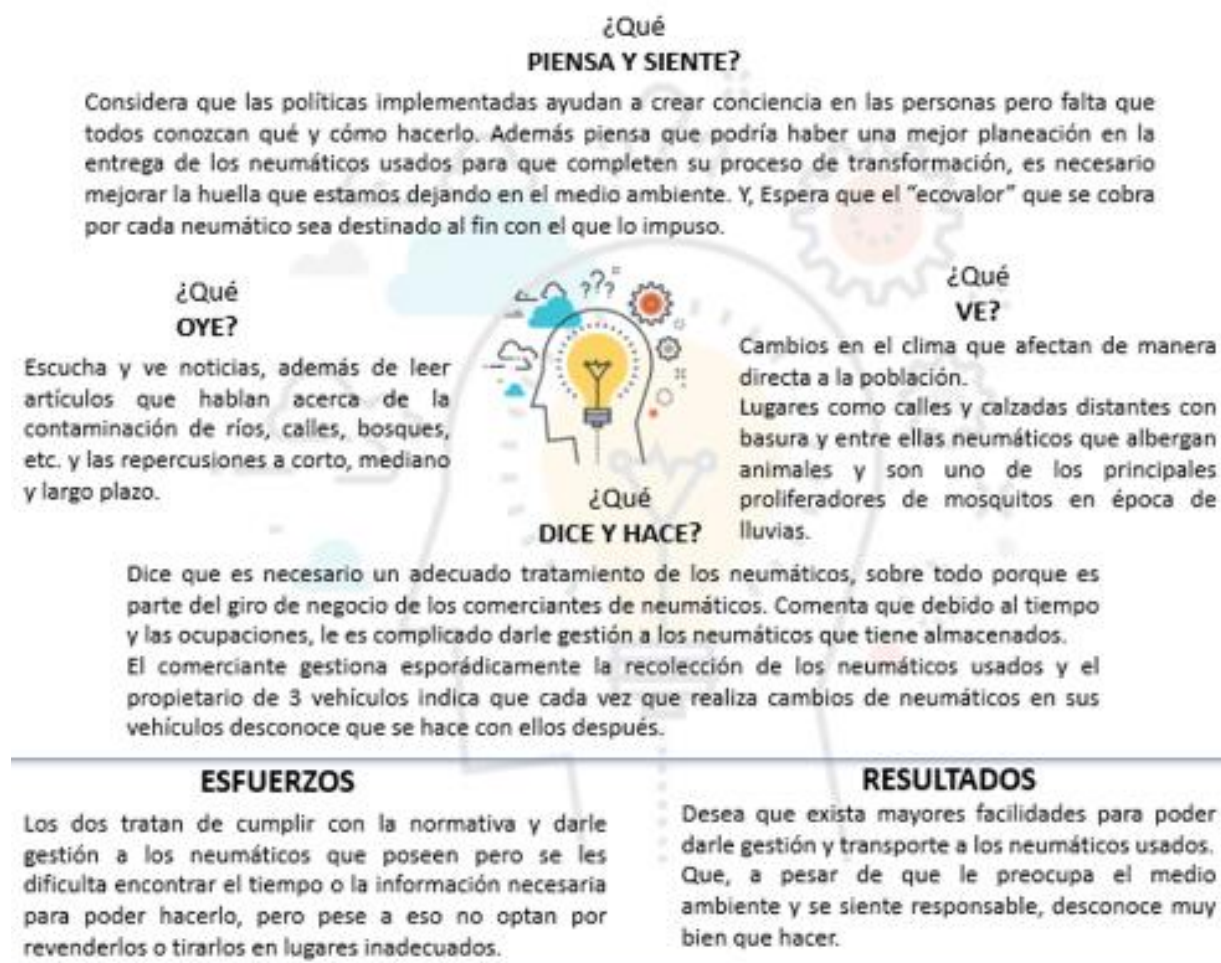 ¿Qué
PIENSA Y SIENTE?
Considera que las políticas implementadas ayudan a crear conciencia en las personas pero falta que
todos conozcan qué y cómo hacerlo. Además piensa que podría haber una mejor planeación en la
entrega de los neumáticos usados para que completen su proceso de transformación, es necesario
mejorar la huella que estamos dejando en el medio ambiente. Y, Espera que el “ecovalor” que se cobra
por cada neumático sea destinado al fin con el que lo impuso.
¿Qué
OYE?
Escucha y ve noticias, además de leer
artículos que hablan acerca de la
contaminación de ríos, calles, bosques,
etc. y las repercusiones a corto, mediano
y largo plazo.
???
¿Qué
VE?
Cambios en el clima que afectan de manera
directa a la población.
Lugares como calles y calzadas distantes con
basura y entre ellas neumáticos que albergan
animales y son uno de los principales
proliferadores de mosquitos en época de
lluvias.
¿Qué
DICE Y HACE?
Dice que es necesario un adecuado tratamiento de los neumáticos, sobre todo porque es
parte del giro de negocio de los comerciantes de neumáticos. Comenta que debido al tiempo
y las ocupaciones, le es complicado darle gestión a los neumáticos que tiene almacenados.
El comerciante gestiona esporádicamente la recolección de los neumáticos usados y el
propietario de 3 vehículos indica que cada vez que realiza cambios de neumáticos en sus
vehículos desconoce que se hace con ellos después.
ESFUERZOS
Los dos tratan de cumplir con la normativa y darle
gestión a los neumáticos que poseen pero se les
dificulta encontrar el tiempo o la información necesaria
para poder hacerlo, pero pese a eso no optan por
revenderlos o tirarlos en lugares inadecuados.
RESULTADOS
Desea que exista mayores facilidades para poder
darle gestión y transporte a los neumáticos usados.
Que, a pesar de que le preocupa el medio
ambiente y se siente responsable, desconoce muy
bien que hacer.